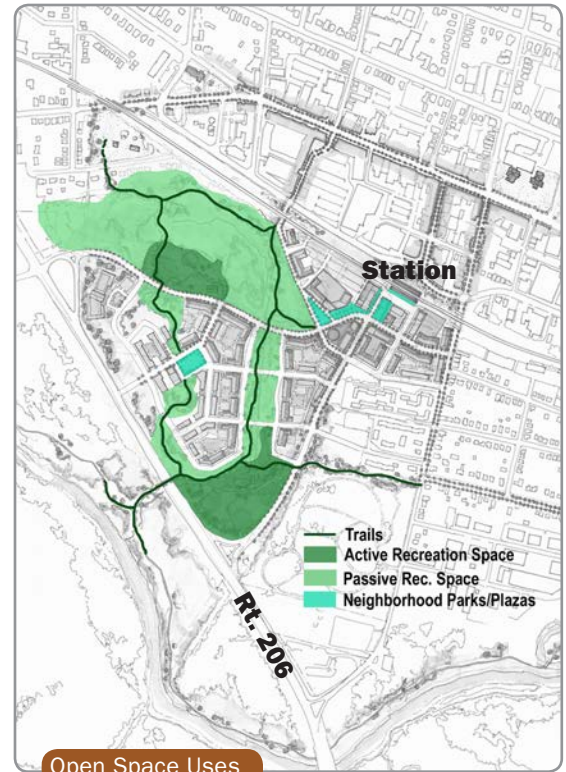 Station
Trails
Active Recreation Space
Passive Rec. Space
Neighborhood Parks/Plazas
Rt. 206
Open Space Uses